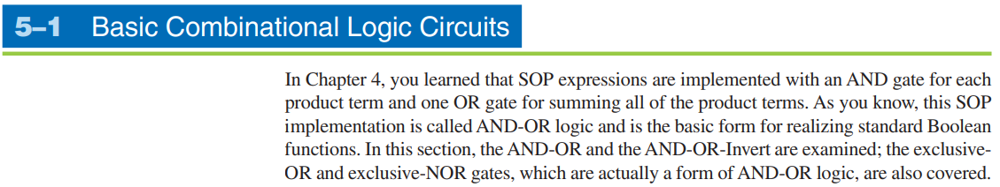 5–1 Basic Combinational Logic Circuits
In Chapter 4, you learned that SOP expressions are implemented with an AND gate for each
product term and one OR gate for summing all of the product terms. As you know, this SOP
implementation is called AND-OR logic and is the basic form for realizing standard Boolean
functions. In this section, the AND-OR and the AND-OR-Invert are examined; the exclusive-
OR and exclusive-NOR gates, which are actually a form of AND-OR logic, are also covered.